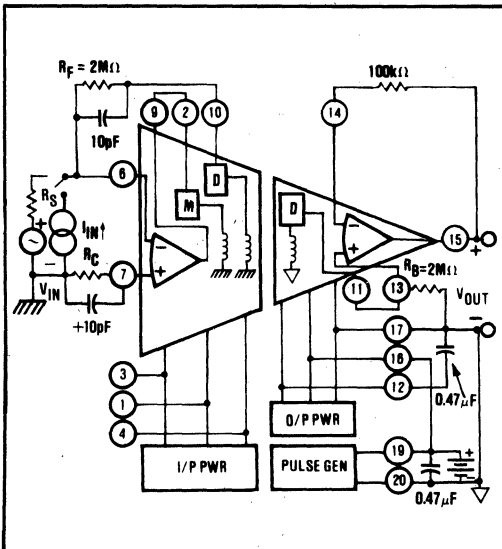 R_F = 2MΩ
10pF
9
2
10
14
100kΩ
6
D
M
R_S
+
~
I_IN↑
−
R_C
7
V_IN
+10pF
−
+
D
−
+
15
+
R_B=2MΩ
11
13
V_OUT
−
17
16
12
0.47μF
3
1
4
I/P PWR
O/P PWR
PULSE GEN
19
20
+
−
0.47μF